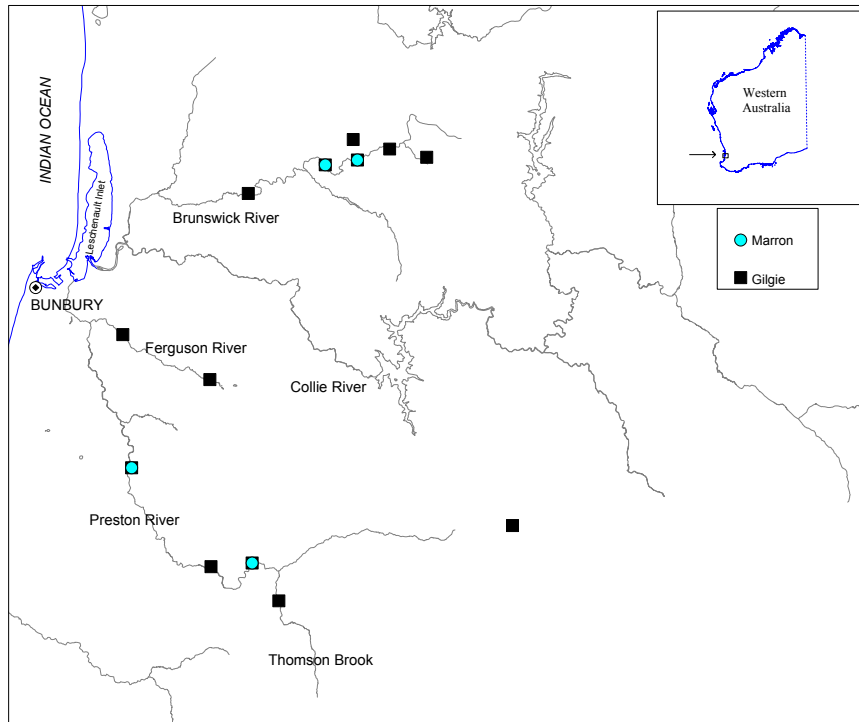 INDIAN OCEAN
Leschenault Inlet
Western
Australia
Marron
Gilgie
Brunswick River
BUNBURY
Ferguson River
Collie River
Preston River
Thomson Brook